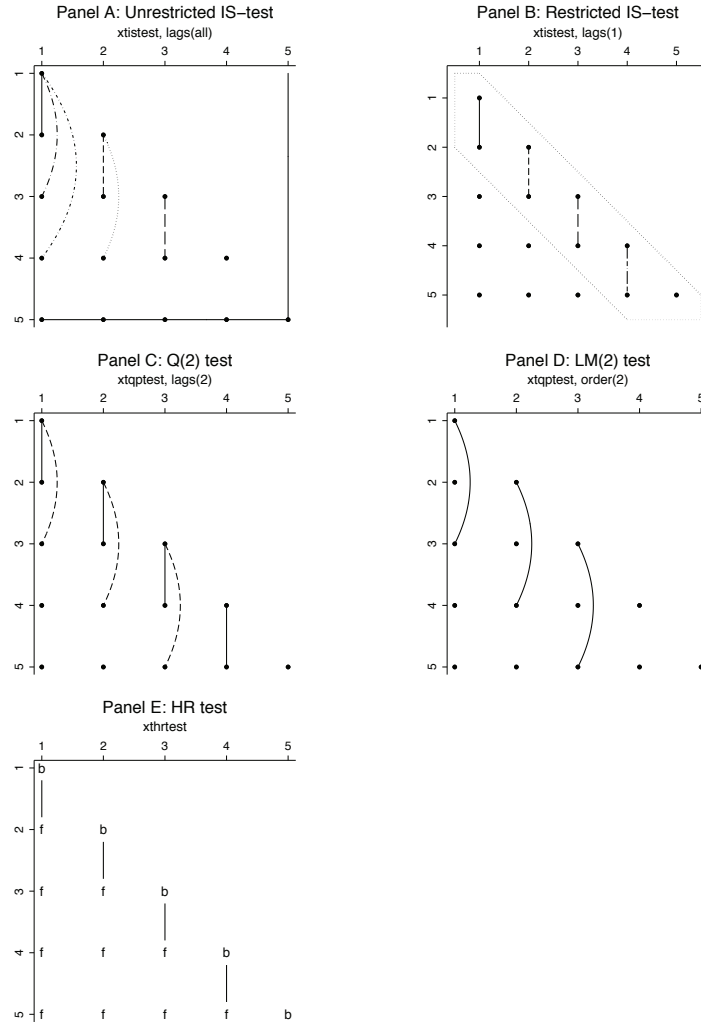 Panel A: Unrestricted IS−test
xtistest, lags(all)
1 2 3 4 5
1
2
3
4
5
Panel B: Restricted IS−test
xtistest, lags(1)
1 2 3 4 5
1
2
3
4
5
Panel C: Q(2) test
xtqptest, lags(2)
1 2 3 4 5
1
2
3
4
5
Panel D: LM(2) test
xtqptest, order(2)
1 2 3 4 5
1
2
3
4
5
Panel E: HR test
xthrtest
1 2 3 4 5
1 b
2 f b
3 f f b
4 f f f b
5 f f f f b